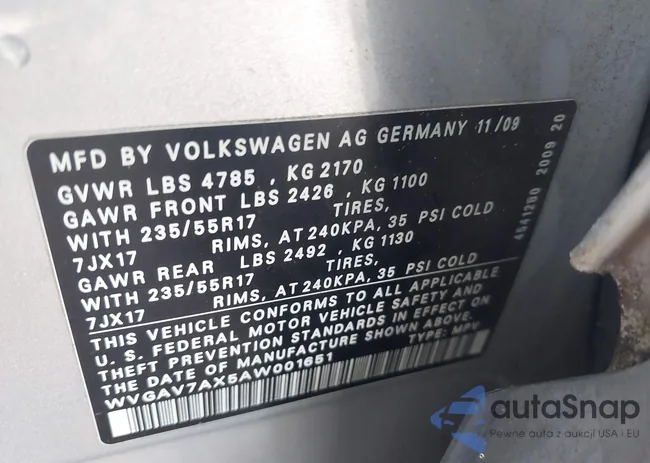 MFD BY VOLKSWAGEN AG GERMANY 11/09
GVWR LBS 4785 , KG 2170
GAWR FRONT LBS 2426 , KG 1100
WITH 235/55R17 TIRES,
7JX17 RIMS, AT 240KPA, 35 PSI COLD
GAWR REAR LBS 2492 , KG 1130
WITH 235/55R17 TIRES,
7JX17 RIMS, AT 240KPA, 35 PSI COLD
THIS VEHICLE CONFORMS TO ALL APPLICABLE
U. S. FEDERAL MOTOR VEHICLE SAFETY AND
THEFT PREVENTION STANDARDS IN EFFECT ON
THE DATE OF MANUFACTURE SHOWN ABOVE.
WVGAV7AX5AW001651 TYPE: MPV
4541280 2009 20
autaSnap
Pewne auta z aukcji USA i EU